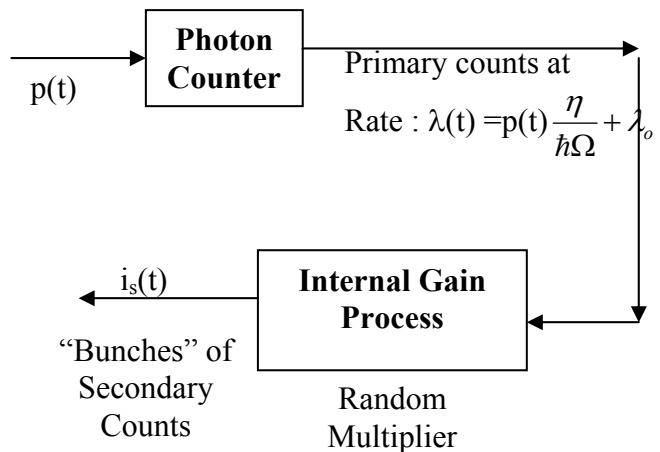 Photon
Counter
p(t)
Primary counts at
Rate : λ(t) =p(t) η/ℏΩ + λₒ
iₛ(t)
Internal Gain
Process
“Bunches” of
Secondary
Counts
Random
Multiplier